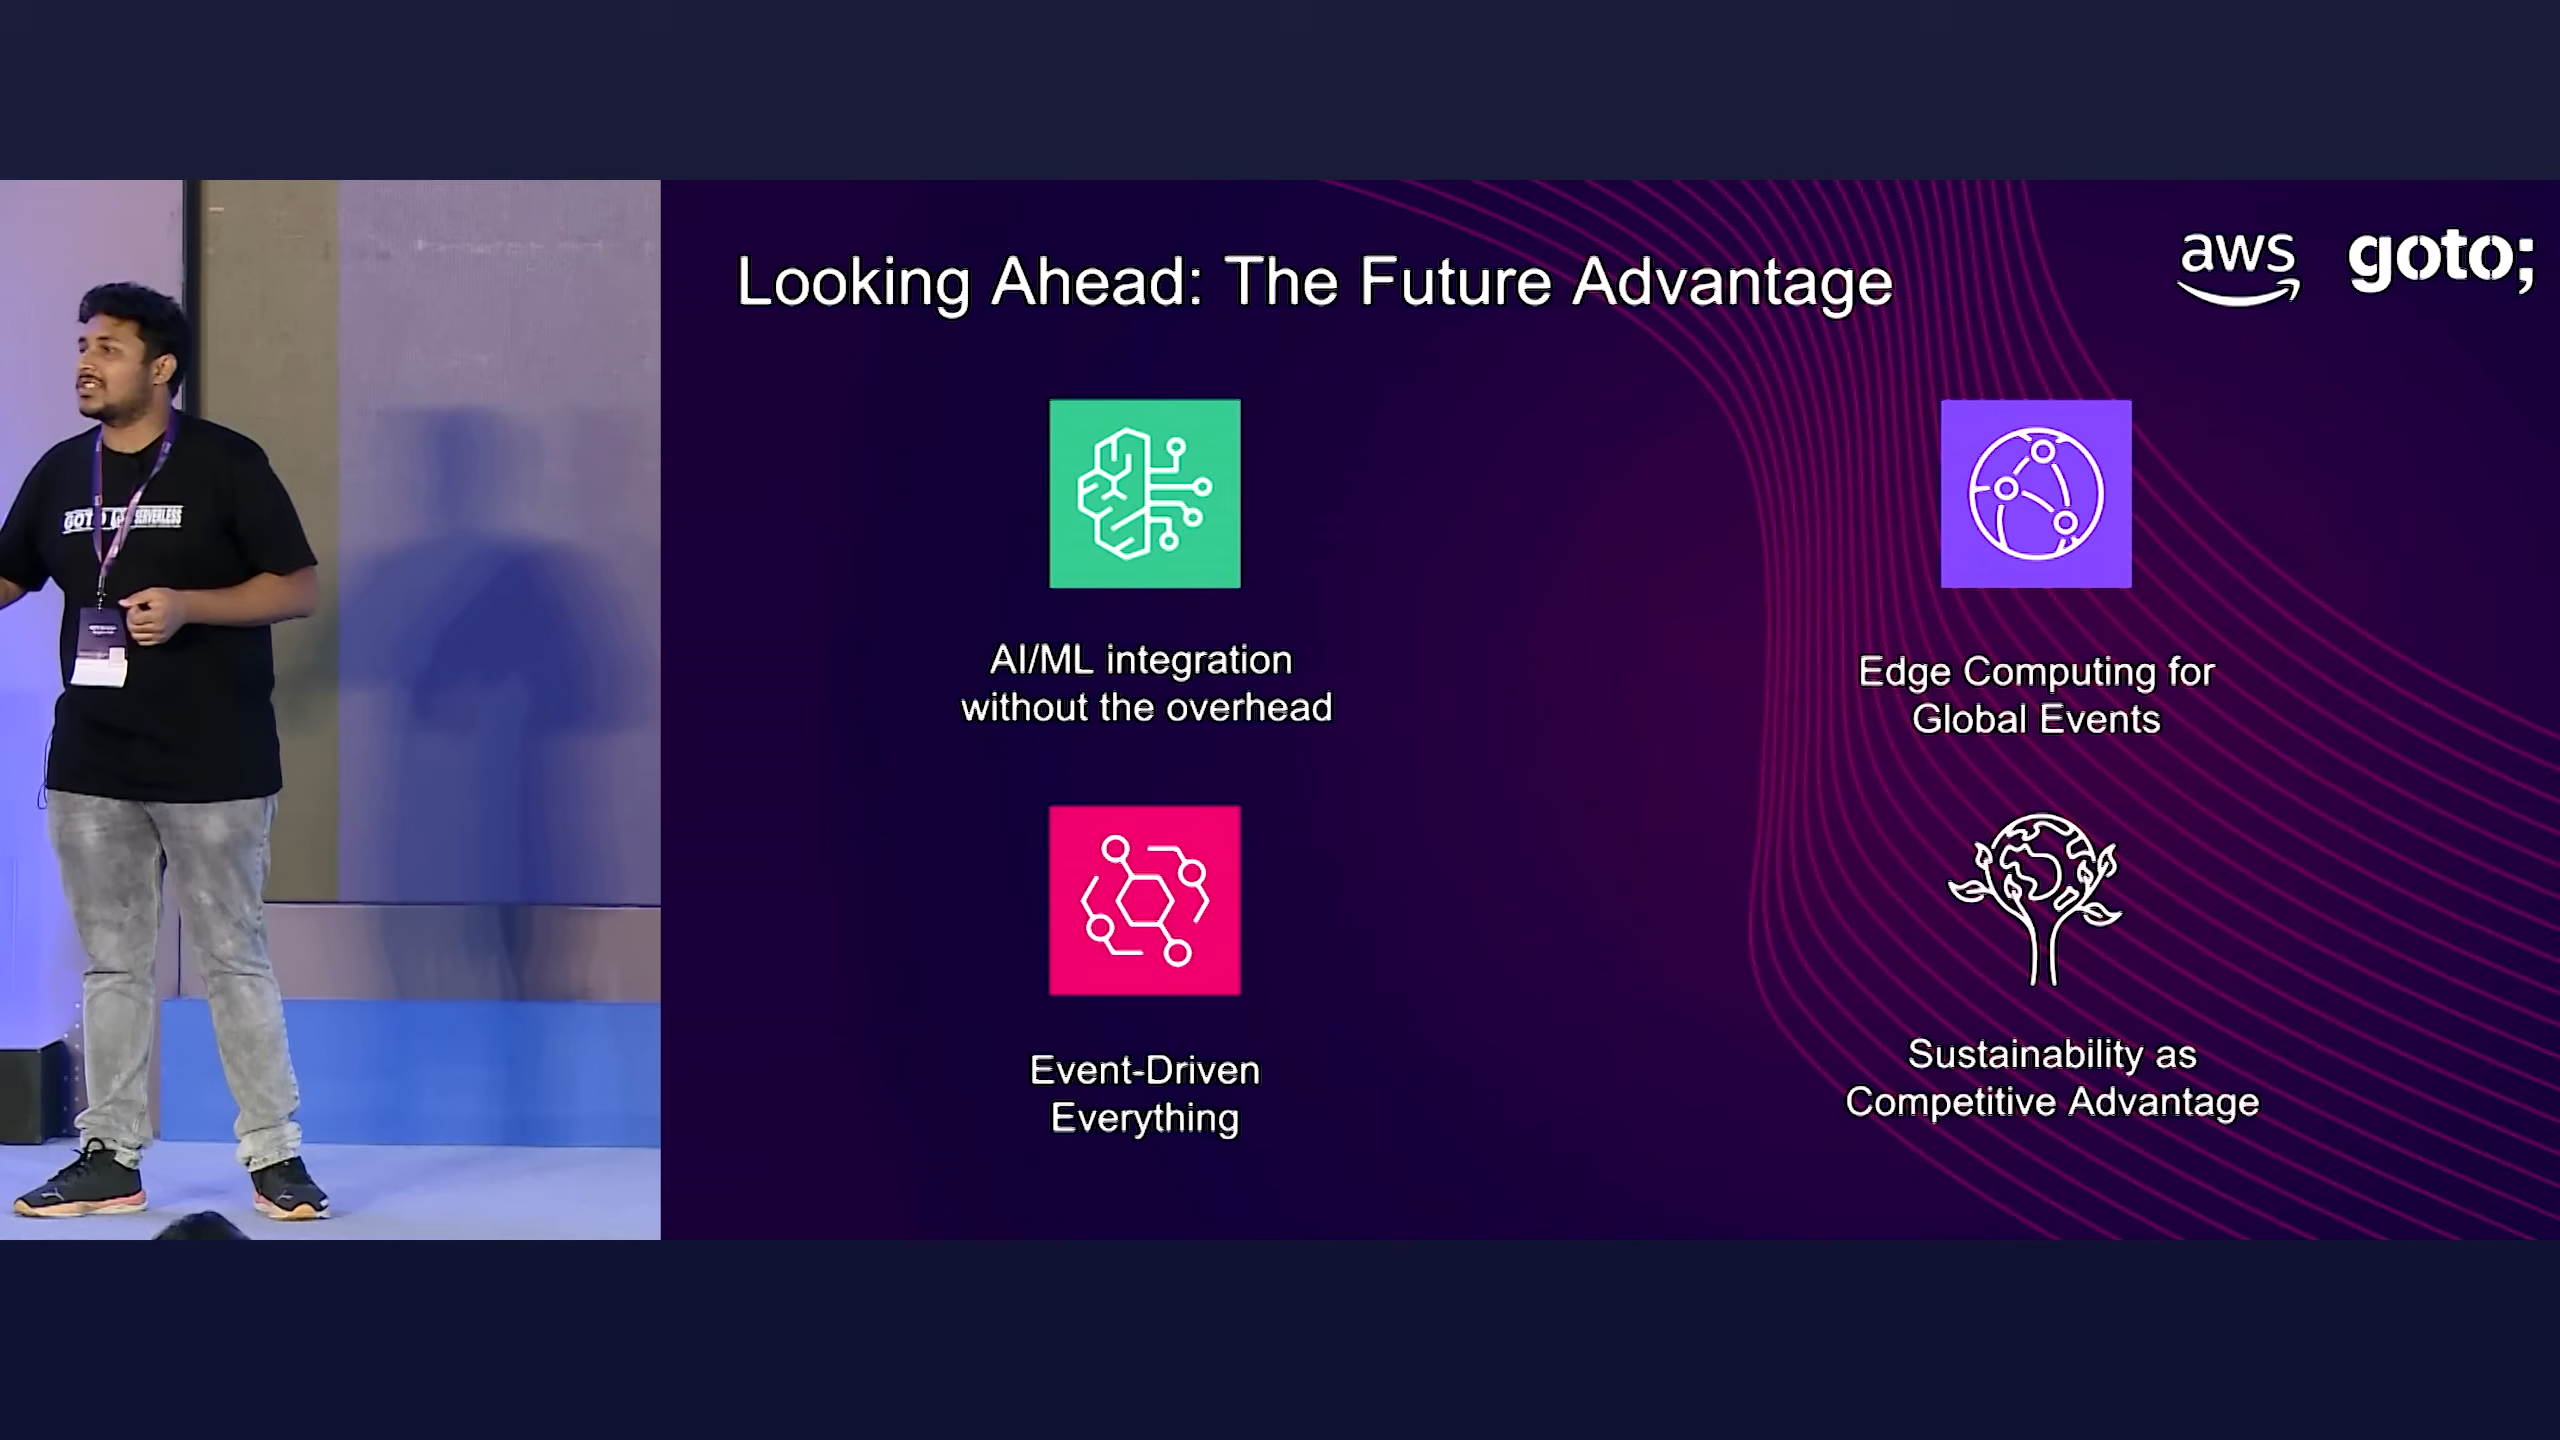 Looking Ahead: The Future Advantage
aws goto;
AI/ML integration
without the overhead
Edge Computing for
Global Events
Event-Driven
Everything
Sustainability as
Competitive Advantage
SERVERLESS